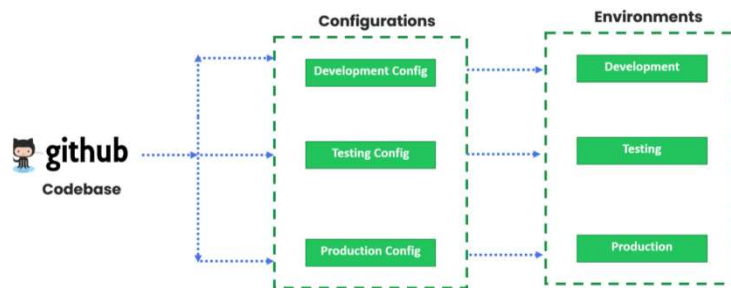 Configurations
Environments
Development Config
Development
github
Codebase
Testing Config
Testing
Production Config
Production